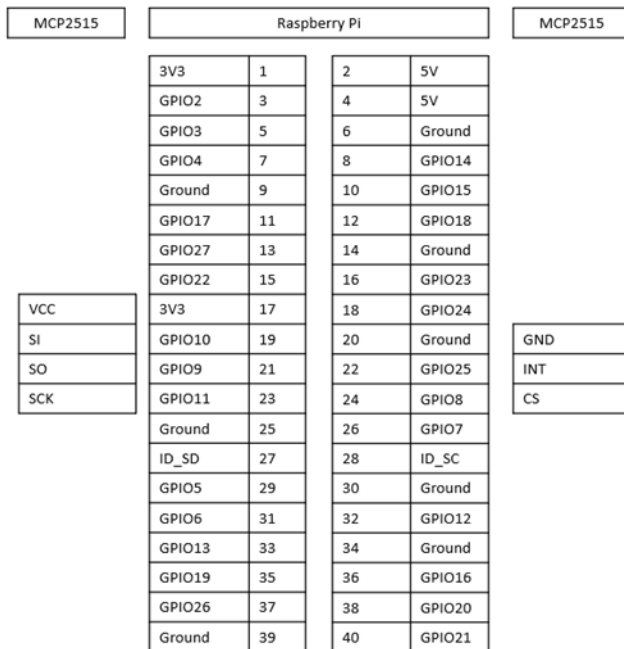 MCP2515 Raspberry Pi MCP2515
3V3 1 2 5V
GPIO2 3 4 5V
GPIO3 5 6 Ground
GPIO4 7 8 GPIO14
Ground 9 10 GPIO15
GPIO17 11 12 GPIO18
GPIO27 13 14 Ground
GPIO22 15 16 GPIO23
VCC 3V3 17 18 GPIO24
SI GPIO10 19 20 Ground GND
SO GPIO9 21 22 GPIO25 INT
SCK GPIO11 23 24 GPIO8 CS
Ground 25 26 GPIO7
ID_SD 27 28 ID_SC
GPIO5 29 30 Ground
GPIO6 31 32 GPIO12
GPIO13 33 34 Ground
GPIO19 35 36 GPIO16
GPIO26 37 38 GPIO20
Ground 39 40 GPIO21